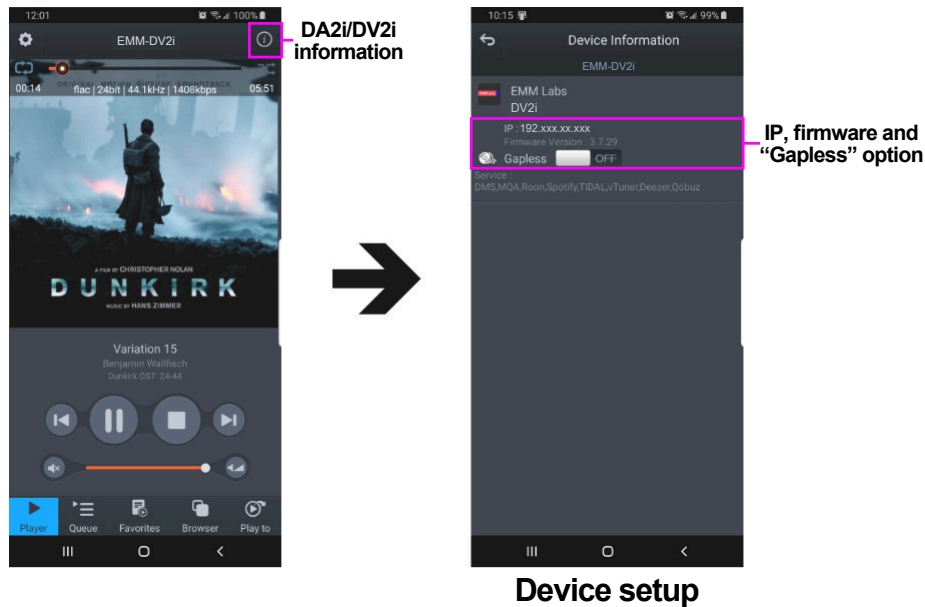 12:01
100%
EMM-DV2i
DA2i/DV2i
information
ORIGINAL MOTION PICTURE SOUNDTRACK
00:14
flac | 24bit | 44.1kHz | 1408kbps
05:51
A FILM BY CHRISTOPHER NOLAN
DUNKIRK
MUSIC BY HANS ZIMMER
Variation 15
Benjamin Wallfisch
Dunkirk OST 24-44
Player
Queue
Favorites
Browser
Play to
10:15
99%
Device Information
EMM-DV2i
EMM Labs
DV2i
IP : 192.xxx.xx.xxx
Firmware Version : 3.7.29
Gapless
OFF
Service :
DMS,MQA,Roon,Spotify,TIDAL,vTuner,Deezer,Qobuz
IP, firmware and
“Gapless” option
Device setup